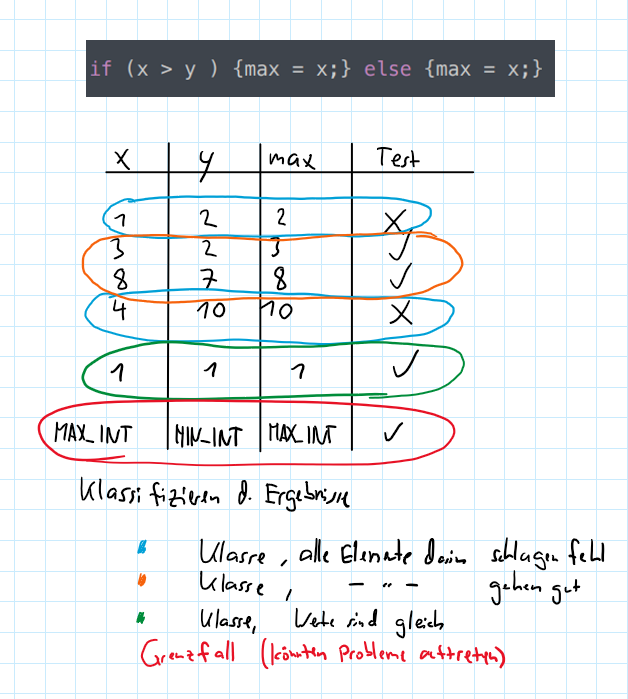 if (x > y ) {max = x;} else {max = x;}
x y max Test
1 2 2 X
3 2 3 ✓
8 7 8 ✓
4 10 10 X
1 1 1 ✓
MAX_INT MIN_INT MAX_INT ✓
Klassifizieren d. Ergebnisse
Klasse, alle Elemente darin schlagen fehl
Klasse, — " — gehen gut
Klasse, Werte sind gleich
Grenzfall (könnten Probleme auftreten)